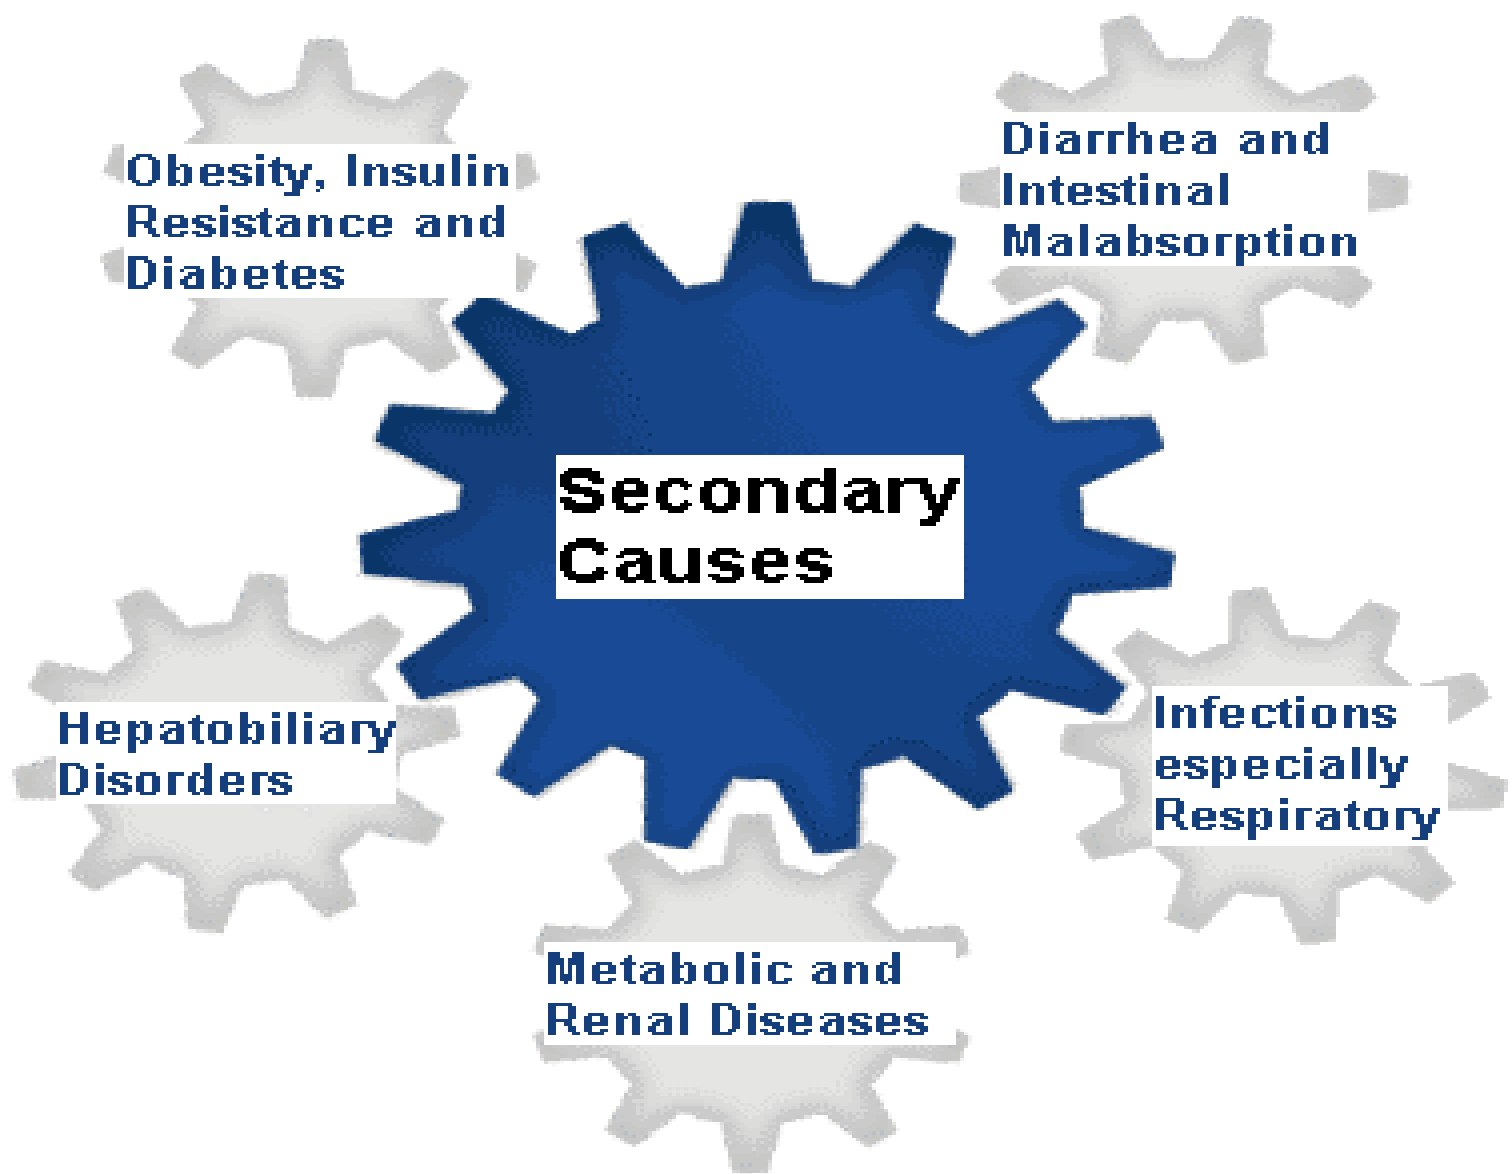 Obesity, Insulin
Resistance and
Diabetes
Diarrhea and
Intestinal
Malabsorption
Secondary
Causes
Hepatobiliary
Disorders
Infections
especially
Respiratory
Metabolic and
Renal Diseases